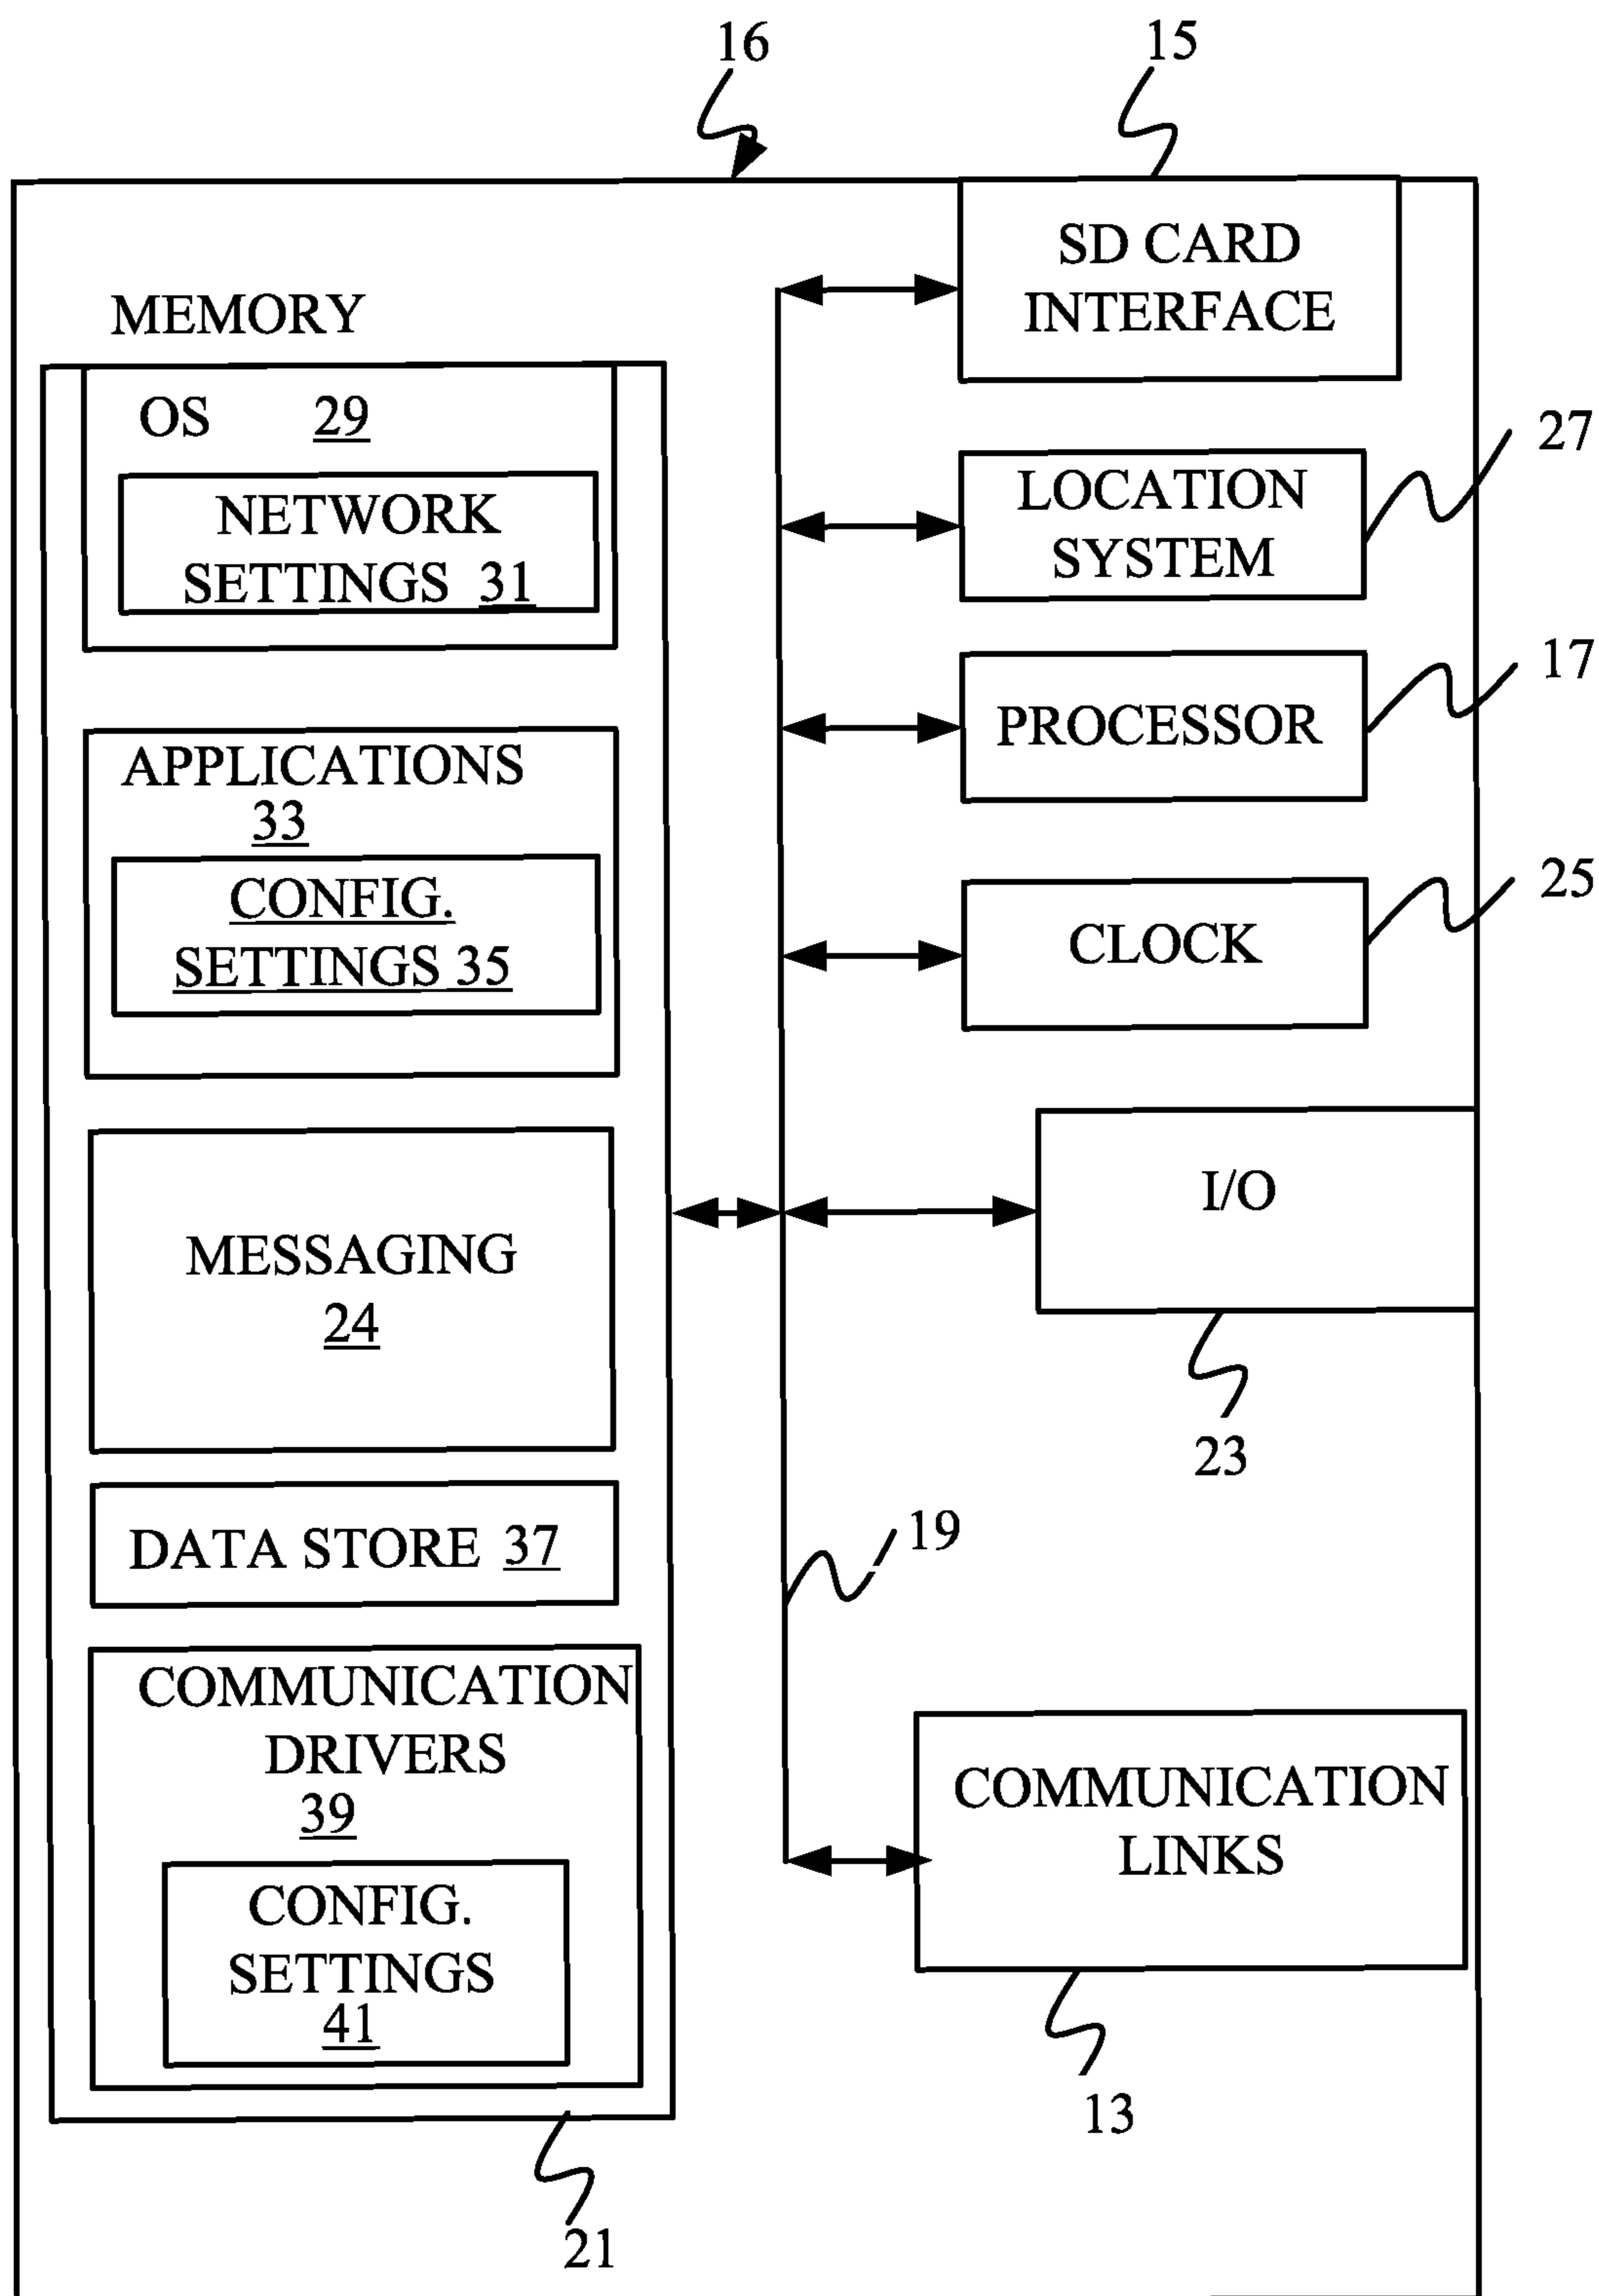 16
15
SD CARD
INTERFACE
MEMORY
OS 29
NETWORK
SETTINGS 31
27
LOCATION
SYSTEM
17
PROCESSOR
APPLICATIONS
33
CONFIG.
SETTINGS 35
25
CLOCK
I/O
23
MESSAGING
24
19
DATA STORE 37
COMMUNICATION
DRIVERS
39
CONFIG.
SETTINGS
41
COMMUNICATION
LINKS
13
21